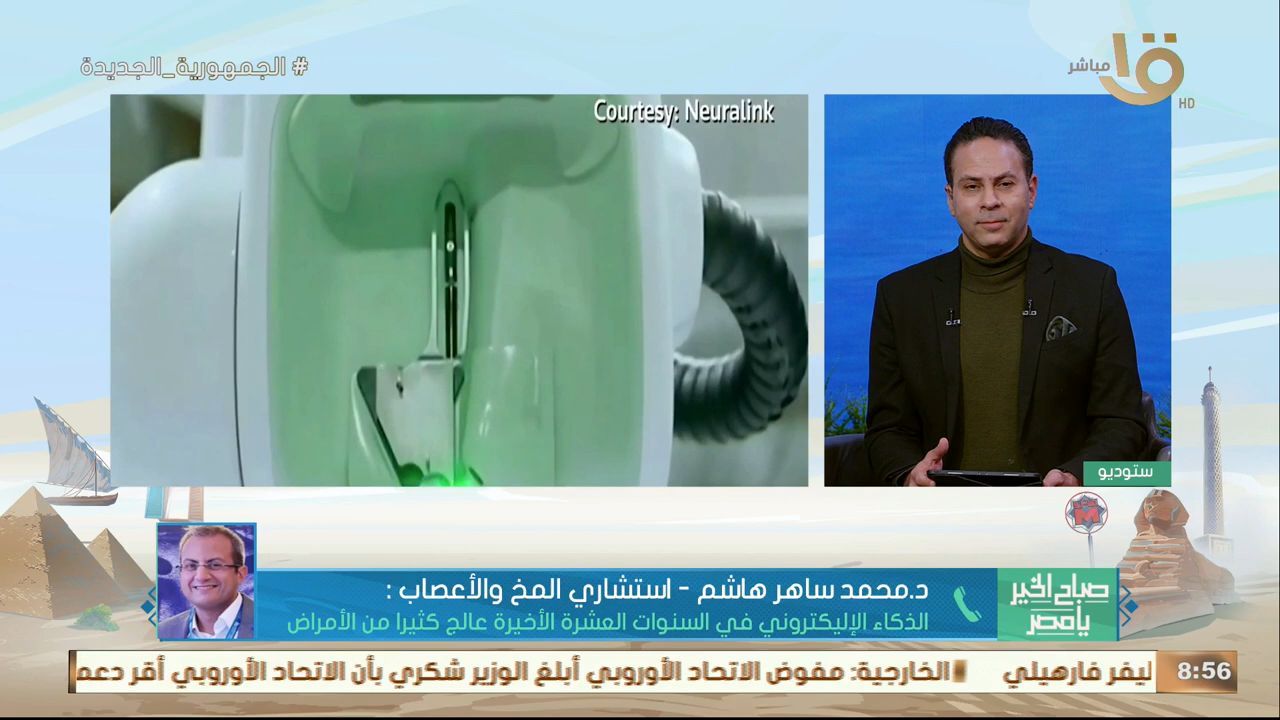 # الجمهورية_الجديدة
مباشر
HD
Courtesy: Neuralink
ستوديو
صباح الخير
يا مصر
د.محمد ساهر هاشم - استشاري المخ والأعصاب :
الذكاء الإليكتروني في السنوات العشرة الأخيرة عالج كثيرا من الأمراض
8:56
ليفر فارهيلي
الخارجية: مفوض الاتحاد الأوروبي أبلغ الوزير شكري بأن الاتحاد الأوروبي أقر دعما